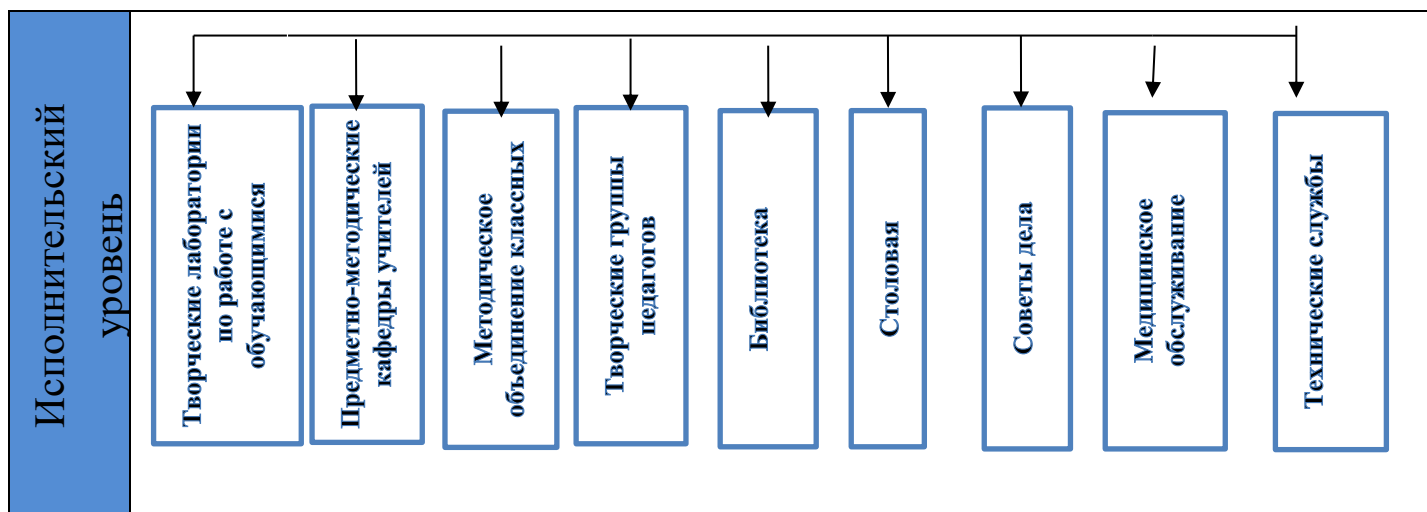 Исполнительский
уровень
Творческие лаборатории
по работе с
обучающимися
Предметно-методические
кафедры учителей
Методическое
объединение классных
Творческие группы
педагогов
Библиотека
Столовая
Советы дела
Медицинское
обслуживание
Технические службы